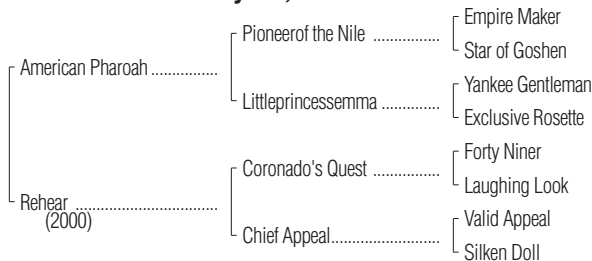 Empire Maker
Pioneerof the Nile ................
Star of Goshen
American Pharoah ................
Yankee Gentleman
Littleprincessemma ..............
Exclusive Rosette
Forty Niner
Coronado's Quest ................
Laughing Look
Rehear ..................................
(2000)
Valid Appeal
Chief Appeal..........................
Silken Doll